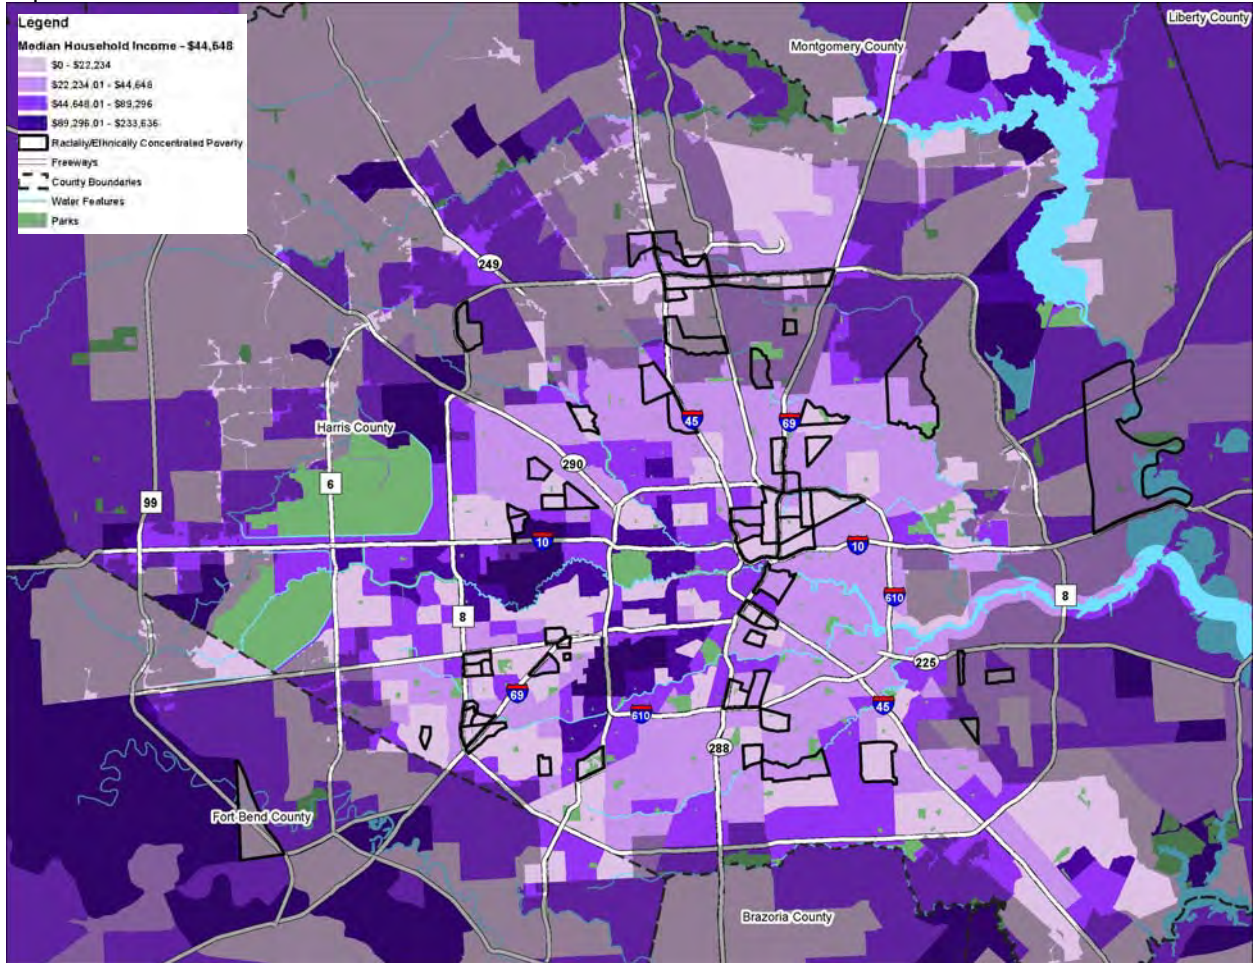 Legend
Median Household Income - $44,648
$0 - $22,234
$22,234.01 - $44,648
$44,648.01 - $89,296
$89,296.01 - $233,636
Racially/Ethnically Concentrated Poverty
Freeways
County Boundaries
Water Features
Parks
Liberty County
Montgomery County
249
Harris County
45
69
290
6
99
10
10
610
8
8
225
69
610
45
288
Fort Bend County
Brazoria County